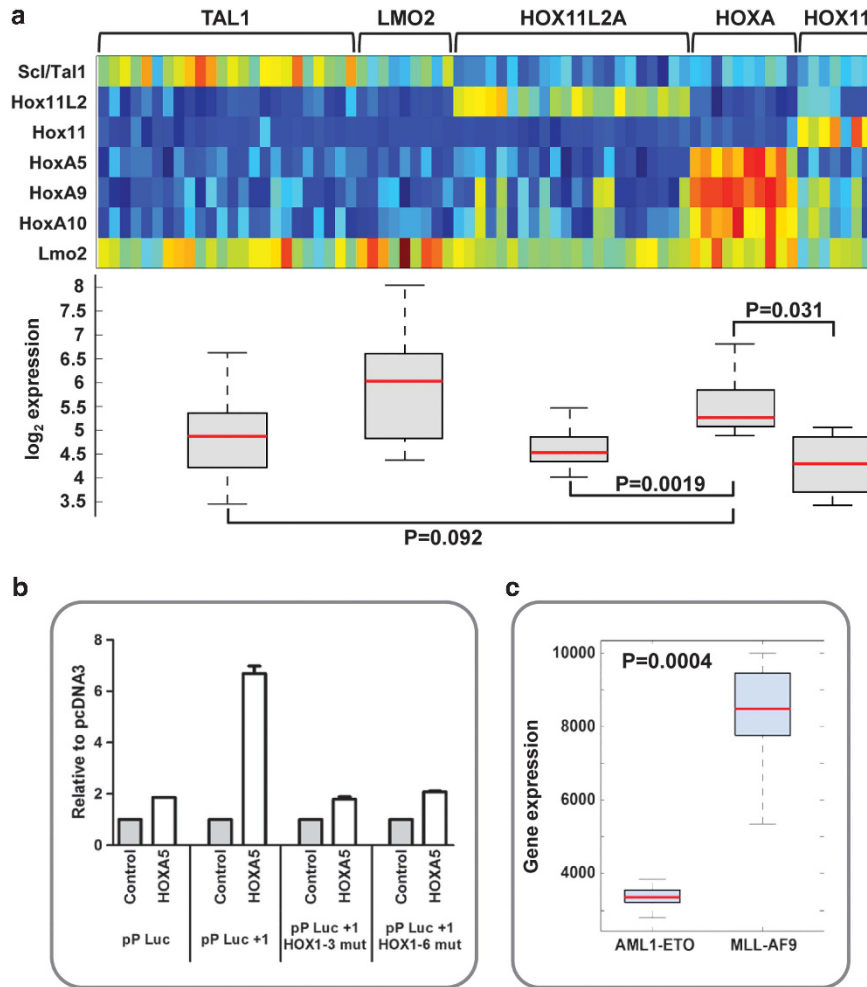 a
TAL1 LMO2 HOX11L2A HOXA HOX11
Scl/Tal1
Hox11L2
Hox11
HoxA5
HoxA9
HoxA10
Lmo2
log2 expression
8
7.5
7
6.5
6
5.5
5
4.5
4
3.5
P=0.031
P=0.0019
P=0.092
b
Relative to pcDNA3
8
6
4
2
0
Control HOXA5 Control HOXA5 Control HOXA5 Control HOXA5
pP Luc
pP Luc +1
pP Luc +1
HOX1-3 mut
pP Luc +1
HOX1-6 mut
c
P=0.0004
Gene expression
10000
8000
6000
4000
AML1-ETO MLL-AF9